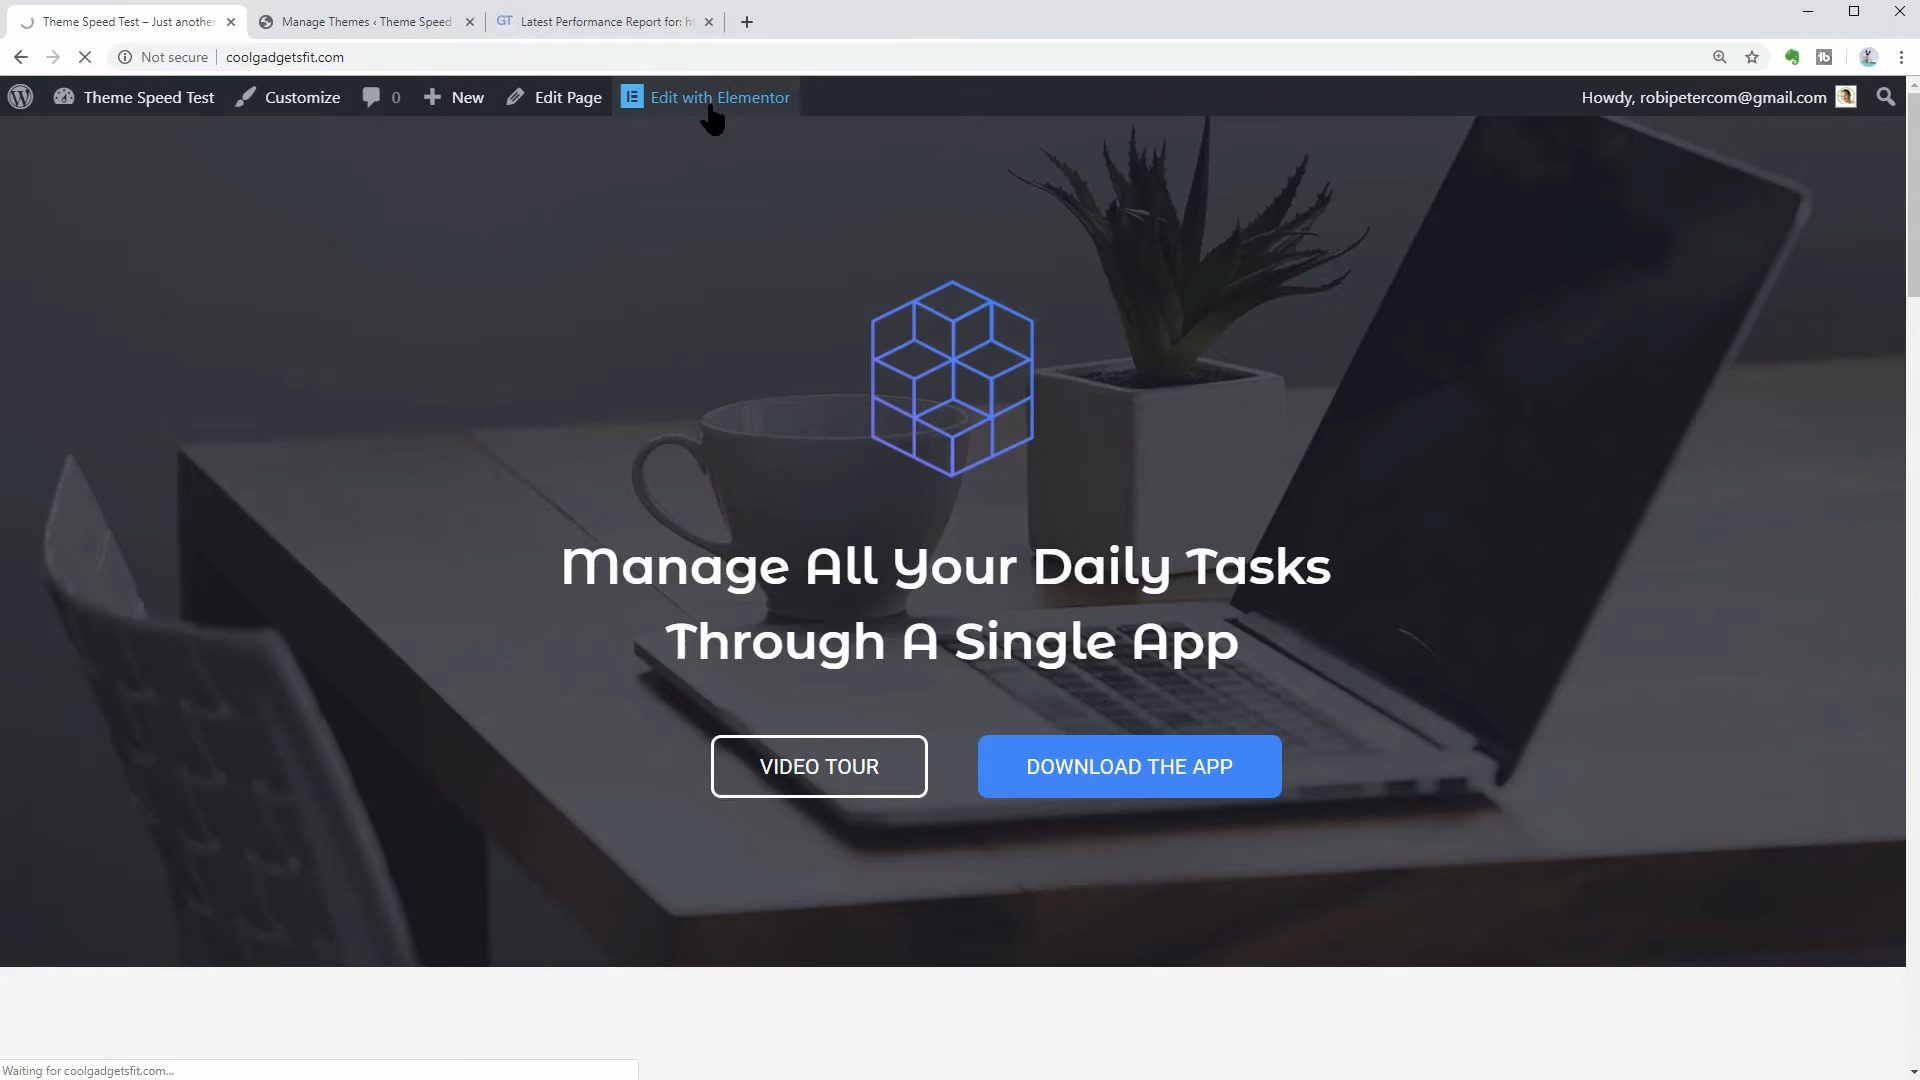 Theme Speed Test – Just another
Manage Themes ‹ Theme Speed
GT Latest Performance Report for: h
Not secure coolgadgetsfit.com
Theme Speed Test Customize 0 New Edit Page Edit with Elementor Howdy, robipetercom@gmail.com
Manage All Your Daily Tasks
Through A Single App
VIDEO TOUR DOWNLOAD THE APP
Waiting for coolgadgetsfit.com...